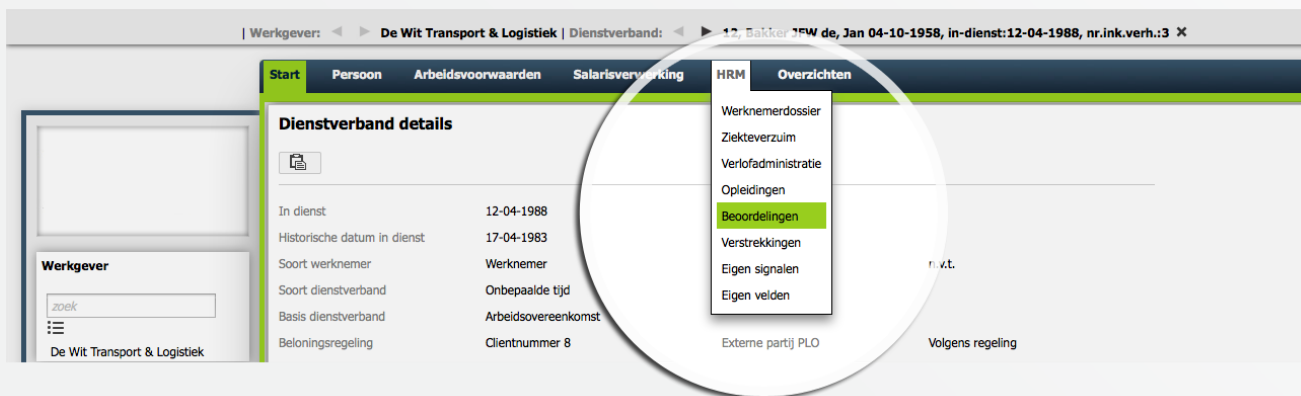 | Werkgever: De Wit Transport & Logistiek | Dienstverband: 12, Bakker JFW de, Jan 04-10-1958, in-dienst:12-04-1988, nr.ink.verh.:3 ×
Start Persoon Arbeidsvoorwaarden Salarisverwerking HRM Overzichten
Werknemerdossier
Ziekteverzuim
Verlofadministratie
Opleidingen
Beoordelingen
Verstrekkingen
Eigen signalen
Eigen velden
Dienstverband details
In dienst 12-04-1988
Historische datum in dienst 17-04-1983
Soort werknemer Werknemer n.v.t.
Soort dienstverband Onbepaalde tijd
Basis dienstverband Arbeidsovereenkomst
Beloningsregeling Clientnummer 8 Externe partij PLO Volgens regeling
Werkgever
zoek
De Wit Transport & Logistiek